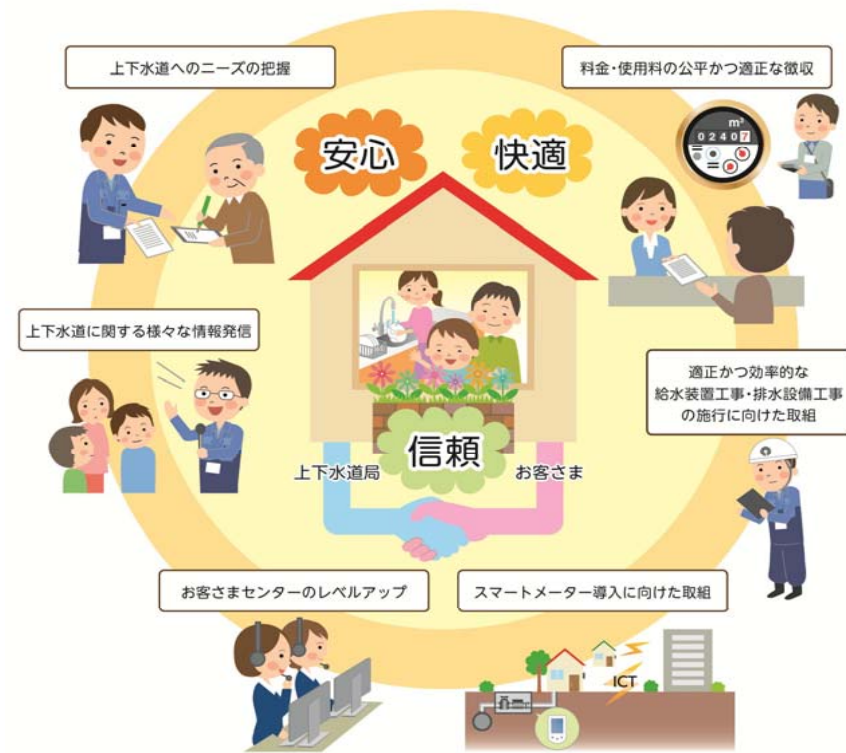 上下水道へのニーズの把握
料金・使用料の公平かつ適正な徴収
安心
快適
m³
02407
上下水道に関する様々な情報発信
適正かつ効率的な
給水装置工事・排水設備工事
の施行に向けた取組
信頼
上下水道局
お客さま
お客さまセンターのレベルアップ
スマートメーター導入に向けた取組
ICT